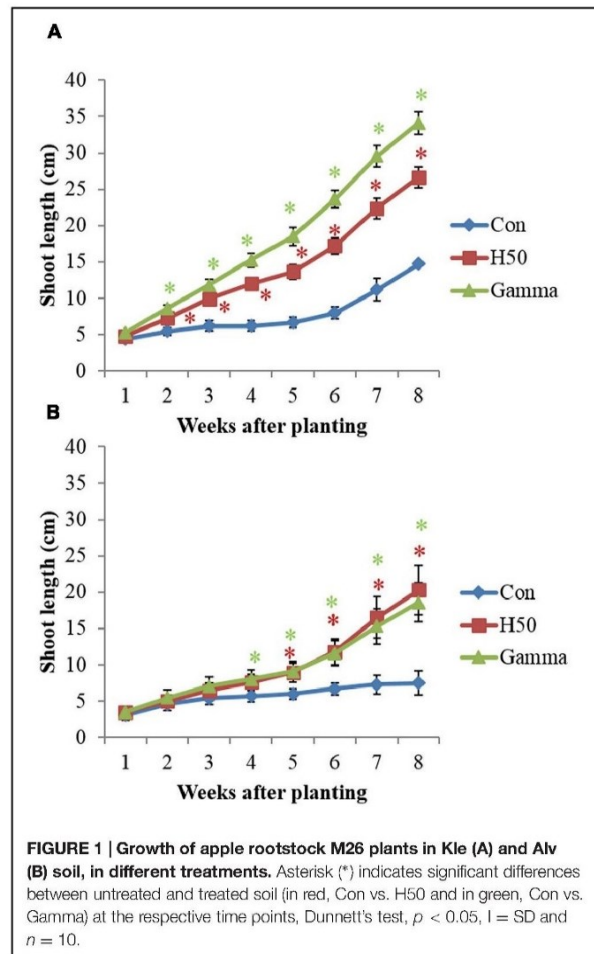 A
40
35
30
25
20
15
10
5
0
Shoot length (cm)
* * * * * * *
* * * * * * *
1 2 3 4 5 6 7 8
Weeks after planting
Con
H50
Gamma
B
40
35
30
25
20
15
10
5
0
Shoot length (cm)
* * * * *
* * * *
1 2 3 4 5 6 7 8
Weeks after planting
Con
H50
Gamma
FIGURE 1 | Growth of apple rootstock M26 plants in Kle (A) and Alv
(B) soil, in different treatments. Asterisk (*) indicates significant differences
between untreated and treated soil (in red, Con vs. H50 and in green, Con vs.
Gamma) at the respective time points, Dunnett's test, p < 0.05, I = SD and
n = 10.